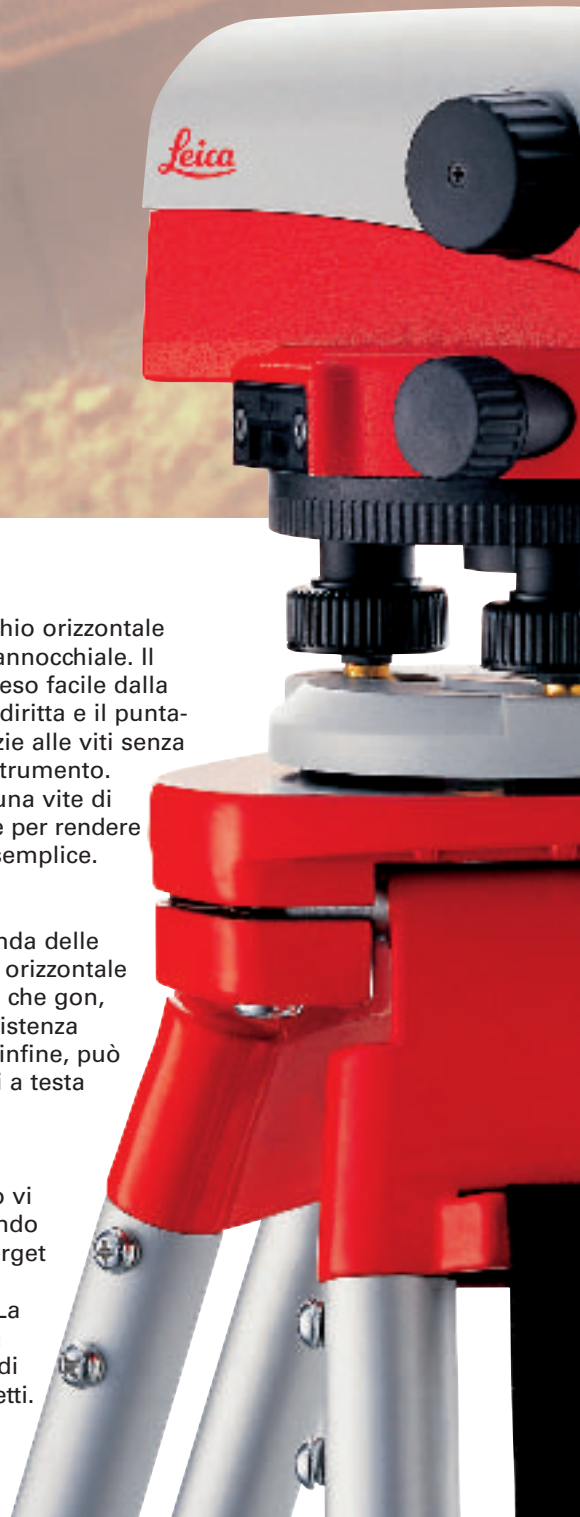 Leica
chio orizzontale
annocchiale. Il
eso facile dalla
diritta e il punta-
zie alle viti senza
trumento.
una vite di
e per rendere
semplice.
nda delle
orizzontale
che gon,
istenza
infine, può
i a testa
o vi
ndo
rget
La
di
etti.